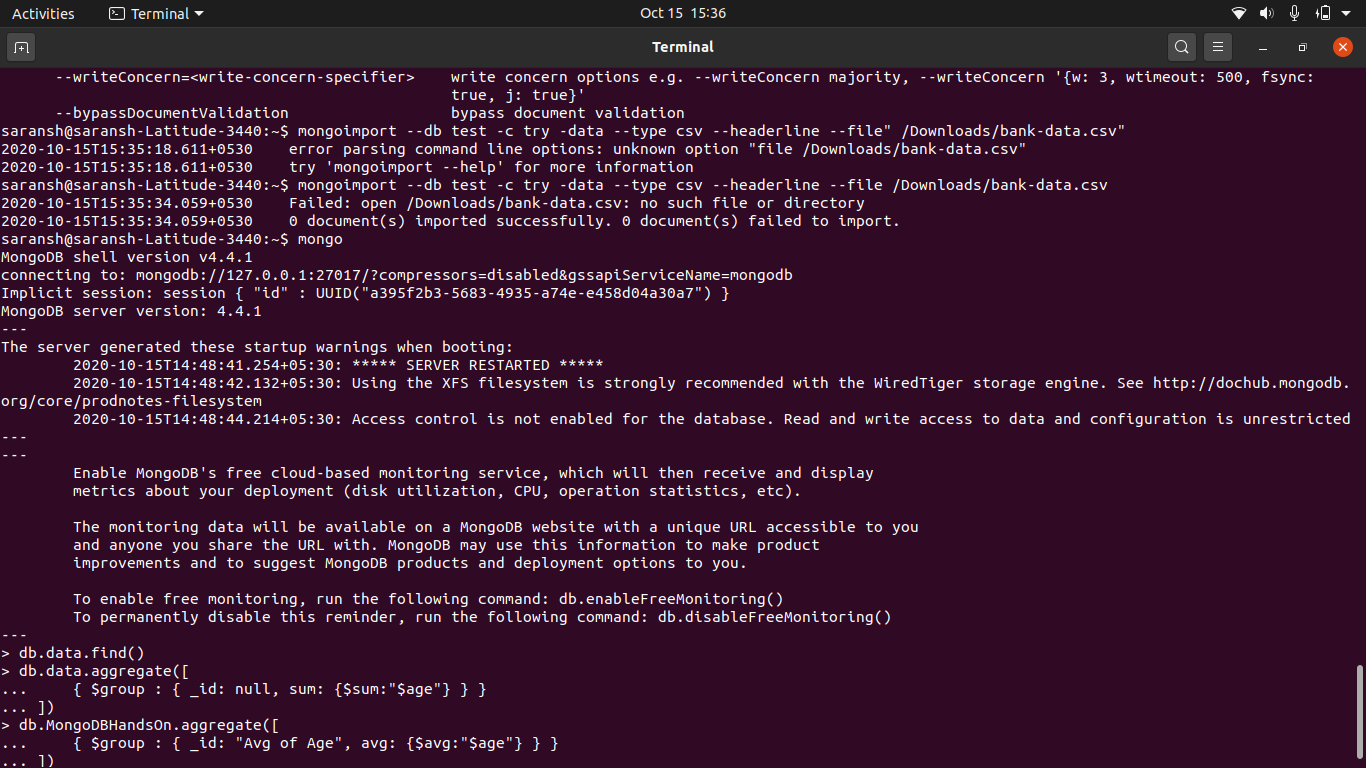 Activities Terminal Oct 15 15:36
Terminal
--writeConcern=<write-concern-specifier> write concern options e.g. --writeConcern majority, --writeConcern '{w: 3, wtimeout: 500, fsync:
true, j: true}'
--bypassDocumentValidation bypass document validation
saransh@saransh-Latitude-3440:~$ mongoimport --db test -c try -data --type csv --headerline --file" /Downloads/bank-data.csv"
2020-10-15T15:35:18.611+0530 error parsing command line options: unknown option "file /Downloads/bank-data.csv"
2020-10-15T15:35:18.611+0530 try 'mongoimport --help' for more information
saransh@saransh-Latitude-3440:~$ mongoimport --db test -c try -data --type csv --headerline --file /Downloads/bank-data.csv
2020-10-15T15:35:34.059+0530 Failed: open /Downloads/bank-data.csv: no such file or directory
2020-10-15T15:35:34.059+0530 0 document(s) imported successfully. 0 document(s) failed to import.
saransh@saransh-Latitude-3440:~$ mongo
MongoDB shell version v4.4.1
connecting to: mongodb://127.0.0.1:27017/?compressors=disabled&gssapiServiceName=mongodb
Implicit session: session { "id" : UUID("a395f2b3-5683-4935-a74e-e458d04a30a7") }
MongoDB server version: 4.4.1
---
The server generated these startup warnings when booting:
2020-10-15T14:48:41.254+05:30: ***** SERVER RESTARTED *****
2020-10-15T14:48:42.132+05:30: Using the XFS filesystem is strongly recommended with the WiredTiger storage engine. See http://dochub.mongodb.
org/core/prodnotes-filesystem
2020-10-15T14:48:44.214+05:30: Access control is not enabled for the database. Read and write access to data and configuration is unrestricted
---
---
Enable MongoDB's free cloud-based monitoring service, which will then receive and display
metrics about your deployment (disk utilization, CPU, operation statistics, etc).
The monitoring data will be available on a MongoDB website with a unique URL accessible to you
and anyone you share the URL with. MongoDB may use this information to make product
improvements and to suggest MongoDB products and deployment options to you.
To enable free monitoring, run the following command: db.enableFreeMonitoring()
To permanently disable this reminder, run the following command: db.disableFreeMonitoring()
---
> db.data.find()
> db.data.aggregate([
... { $group : { _id: null, sum: {$sum:"$age"} } }
... ])
> db.MongoDBHandsOn.aggregate([
... { $group : { _id: "Avg of Age", avg: {$avg:"$age"} } }
... ])